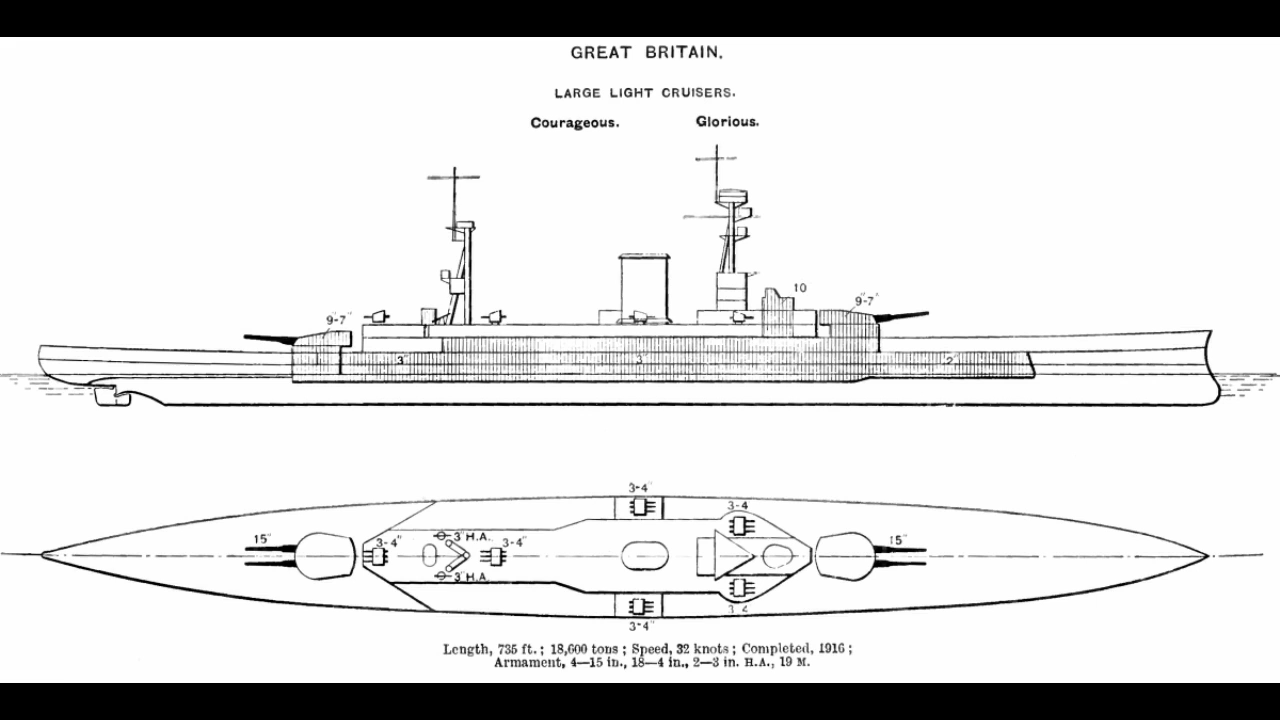 GREAT BRITAIN.
LARGE LIGHT CRUISERS.
Courageous. Glorious.
10
9"-7" 9"-7"
3" 3" 2"
3-4"
3-4
15" 3-4" 3"H.A. 3-4" 15"
3"H.A.
3-4
3-4"
Length, 735 ft.; 18,600 tons; Speed, 32 knots; Completed, 1916;
Armament, 4—15 in., 18—4 in., 2—3 in. H.A., 19 M.